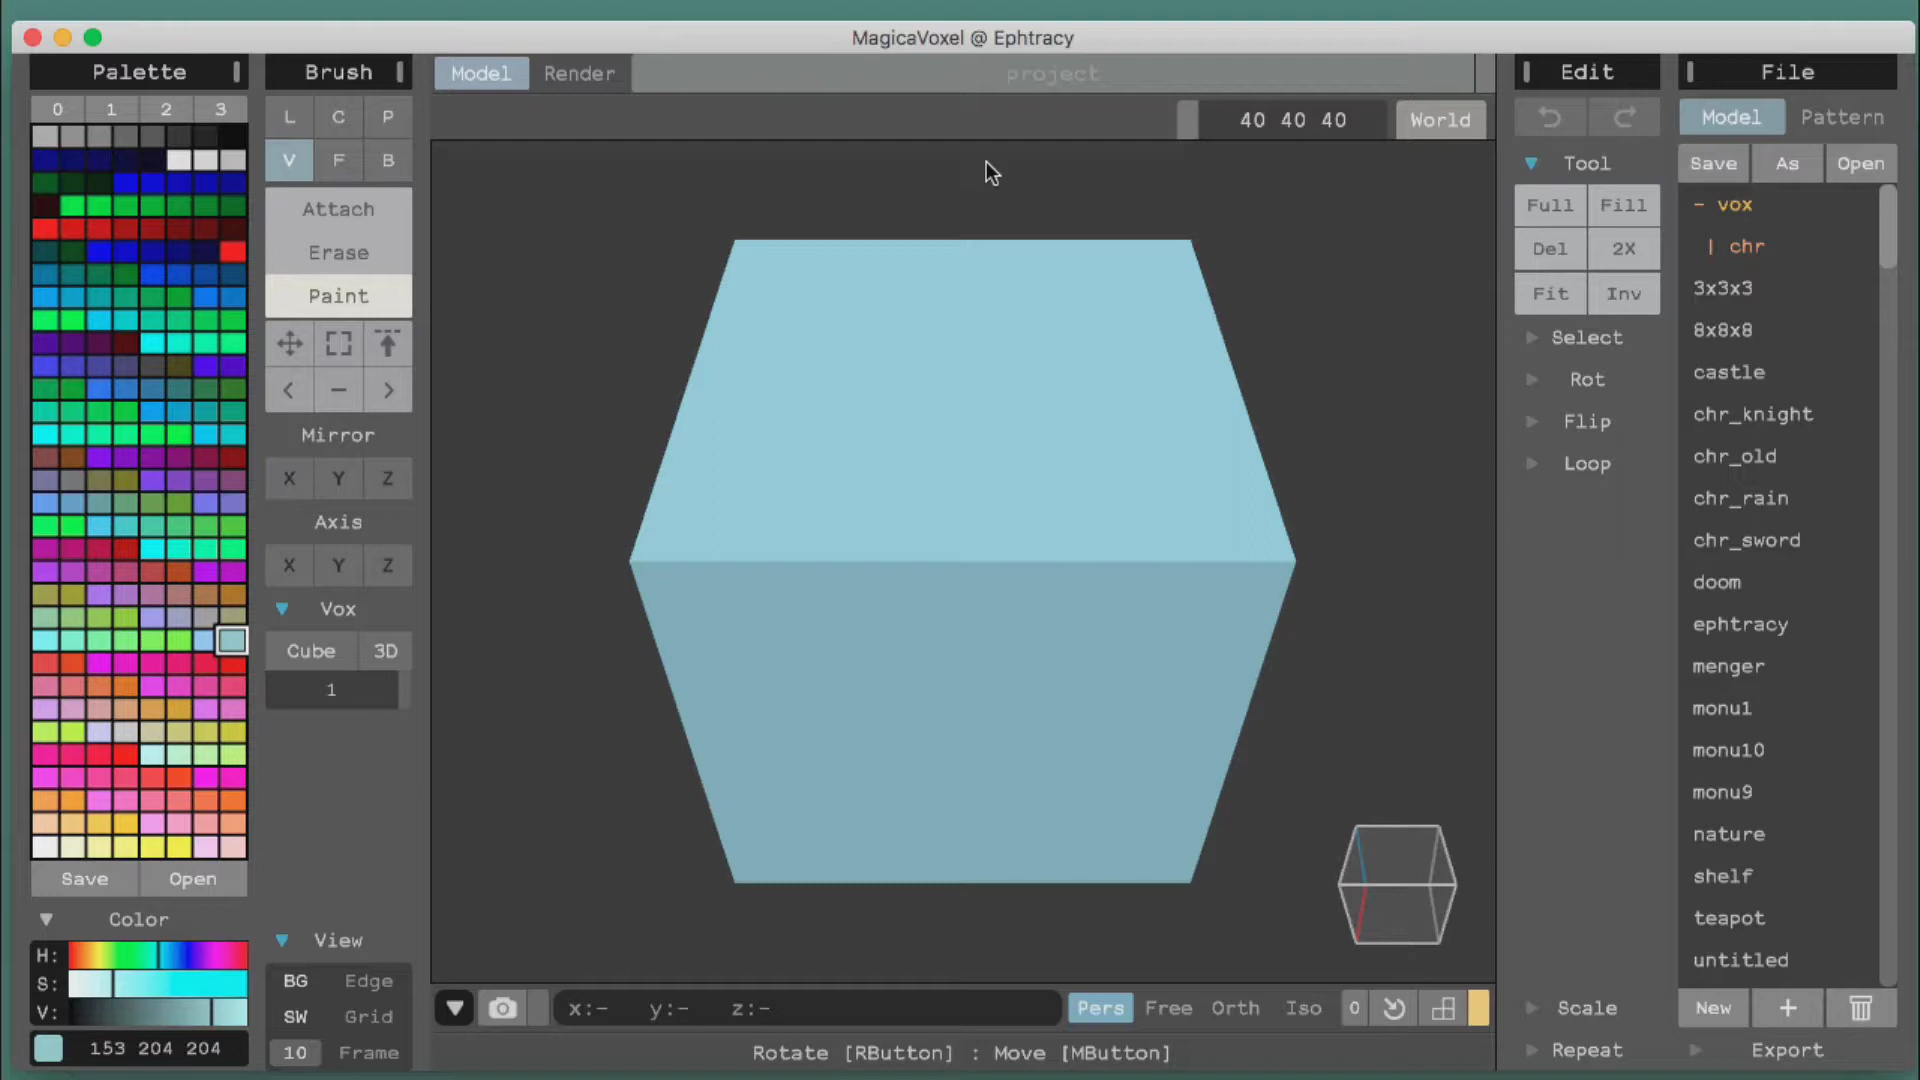 MagicaVoxel @ Ephtracy
Palette
0 1 2 3
Save Open
Color
H:
S:
V:
153 204 204
Brush
L C P
V F B
Attach
Erase
Paint
< - >
Mirror
X Y Z
Axis
X Y Z
Vox
Cube 3D
1
View
BG Edge
SW Grid
10 Frame
Model Render project
40 40 40 World
x:- y:- z:- Pers Free Orth Iso 0
Rotate [RButton] : Move [MButton]
Edit
Tool
Full Fill
Del 2X
Fit Inv
Select
Rot
Flip
Loop
Scale
Repeat
File
Model Pattern
Save As Open
- vox
| chr
3x3x3
8x8x8
castle
chr_knight
chr_old
chr_rain
chr_sword
doom
ephtracy
menger
monu1
monu10
monu9
nature
shelf
teapot
untitled
New +
Export